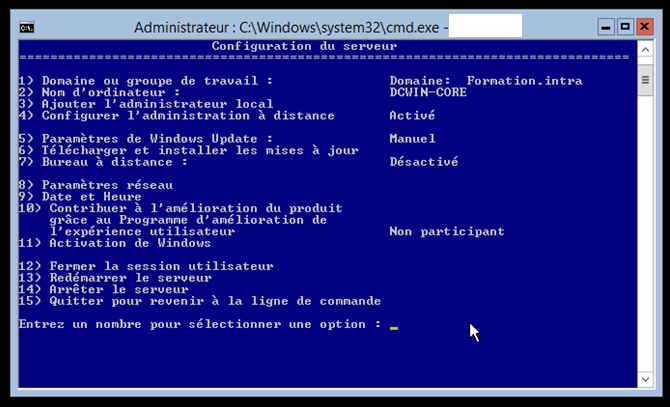 C:\.
Administrateur : C:\Windows\system32\cmd.exe -
Configuration du serveur
===============================================================================
1) Domaine ou groupe de travail : Domaine: Formation.intra
2) Nom d'ordinateur : DCWIN-CORE
3) Ajouter l'administrateur local
4) Configurer l'administration à distance Activé
5) Paramètres de Windows Update : Manuel
6) Télécharger et installer les mises à jour
7) Bureau à distance : Désactivé
8) Paramètres réseau
9) Date et Heure
10) Contribuer à l'amélioration du produit
grâce au Programme d'amélioration de
l'expérience utilisateur Non participant
11) Activation de Windows
12) Fermer la session utilisateur
13) Redémarrer le serveur
14) Arrêter le serveur
15) Quitter pour revenir à la ligne de commande
Entrez un nombre pour sélectionner une option : _